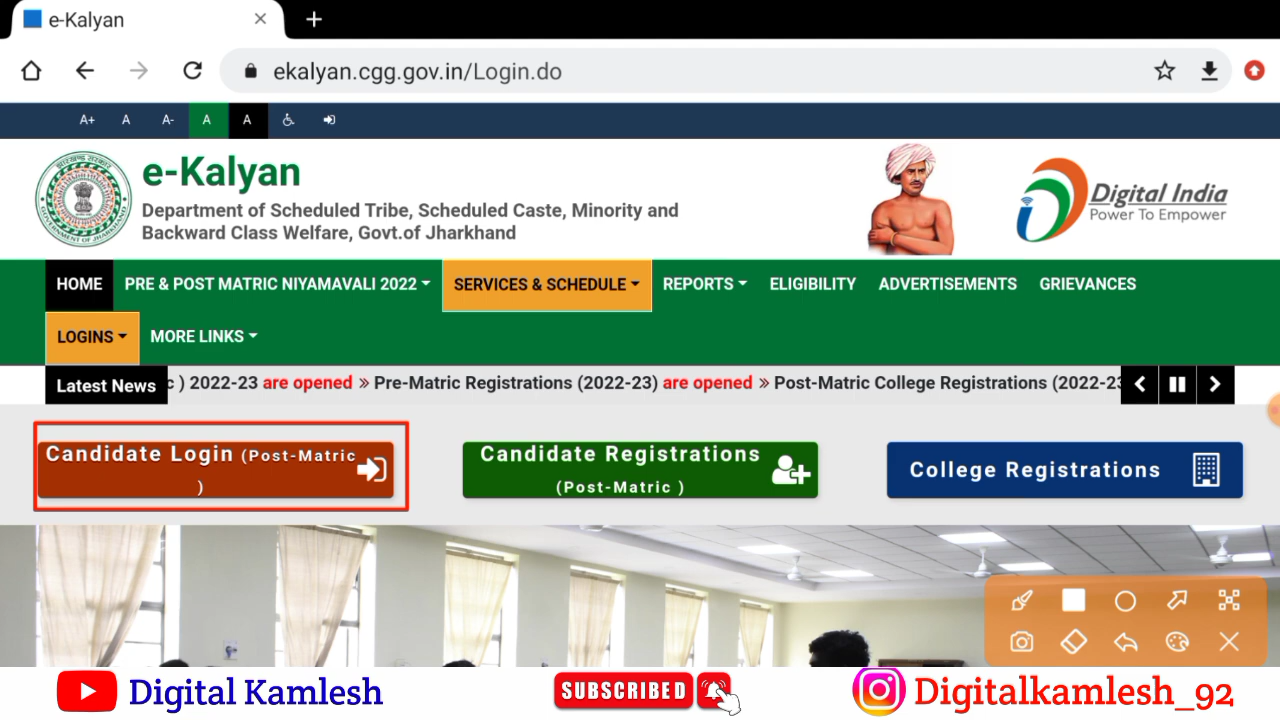 e-Kalyan
ekalyan.cgg.gov.in/Login.do
A+ A A- A A
e-Kalyan
Department of Scheduled Tribe, Scheduled Caste, Minority and
Backward Class Welfare, Govt.of Jharkhand
Digital India
Power To Empower
HOME PRE & POST MATRIC NIYAMAVALI 2022 SERVICES & SCHEDULE REPORTS ELIGIBILITY ADVERTISEMENTS GRIEVANCES
LOGINS MORE LINKS
Latest News c ) 2022-23 are opened » Pre-Matric Registrations (2022-23) are opened » Post-Matric College Registrations (2022-23
Candidate Login (Post-Matric
)
Candidate Registrations
(Post-Matric )
College Registrations
Digital Kamlesh
SUBSCRIBED
Digitalkamlesh_92